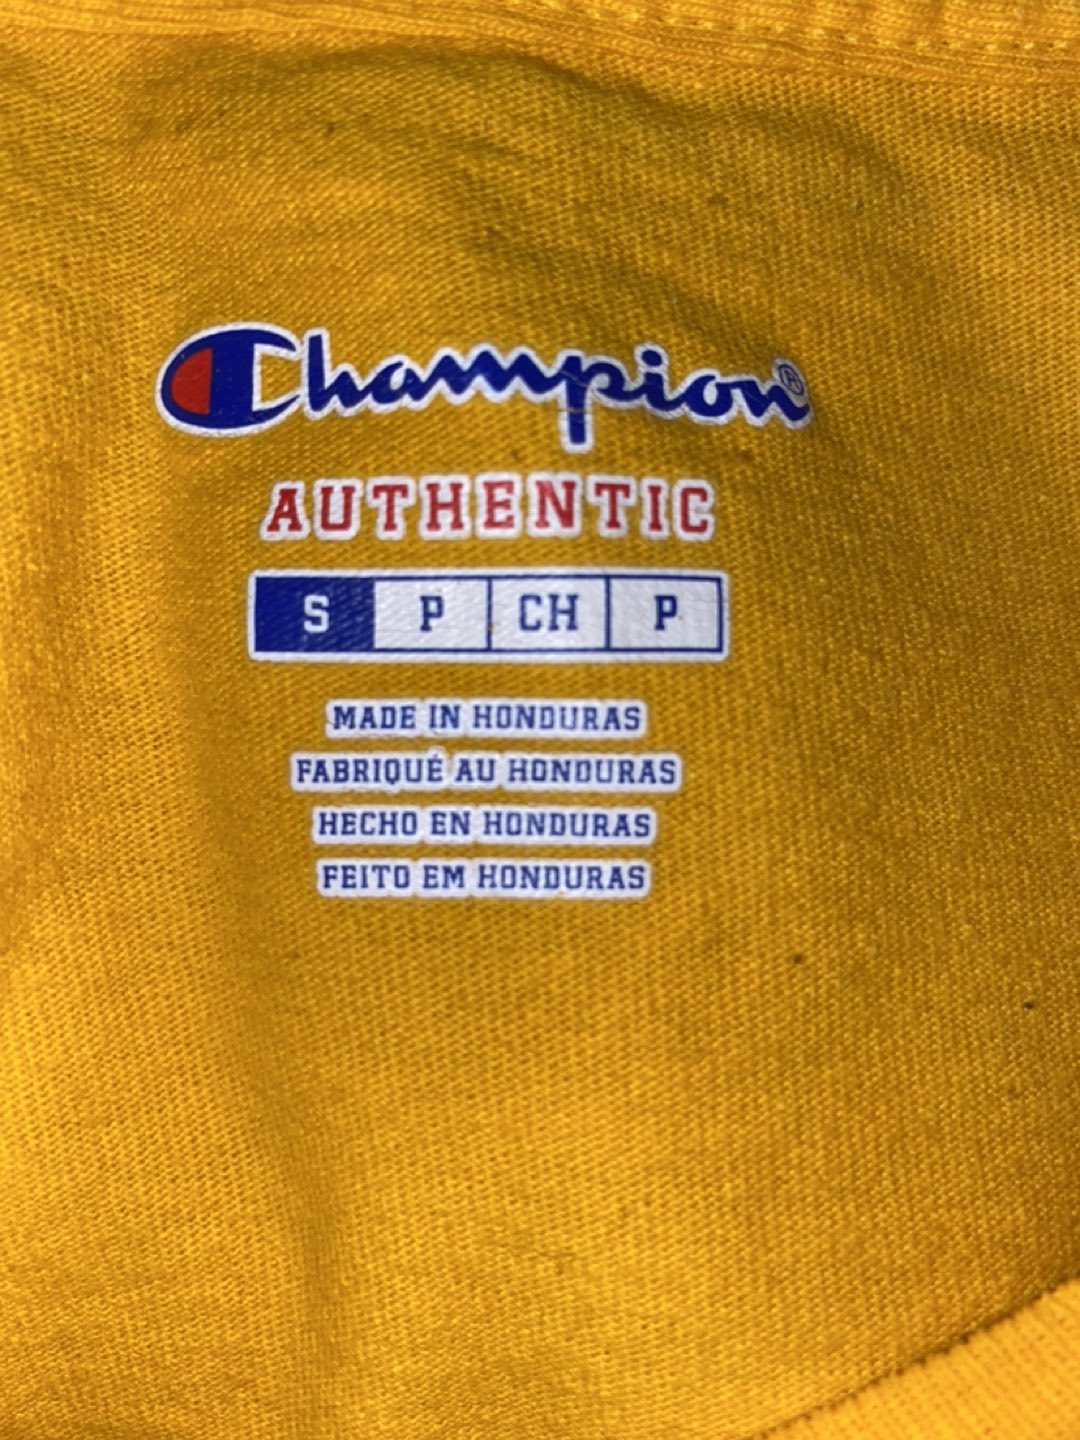 Champion®
AUTHENTIC
S P CH P
MADE IN HONDURAS
FABRIQUÉ AU HONDURAS
HECHO EN HONDURAS
FEITO EM HONDURAS